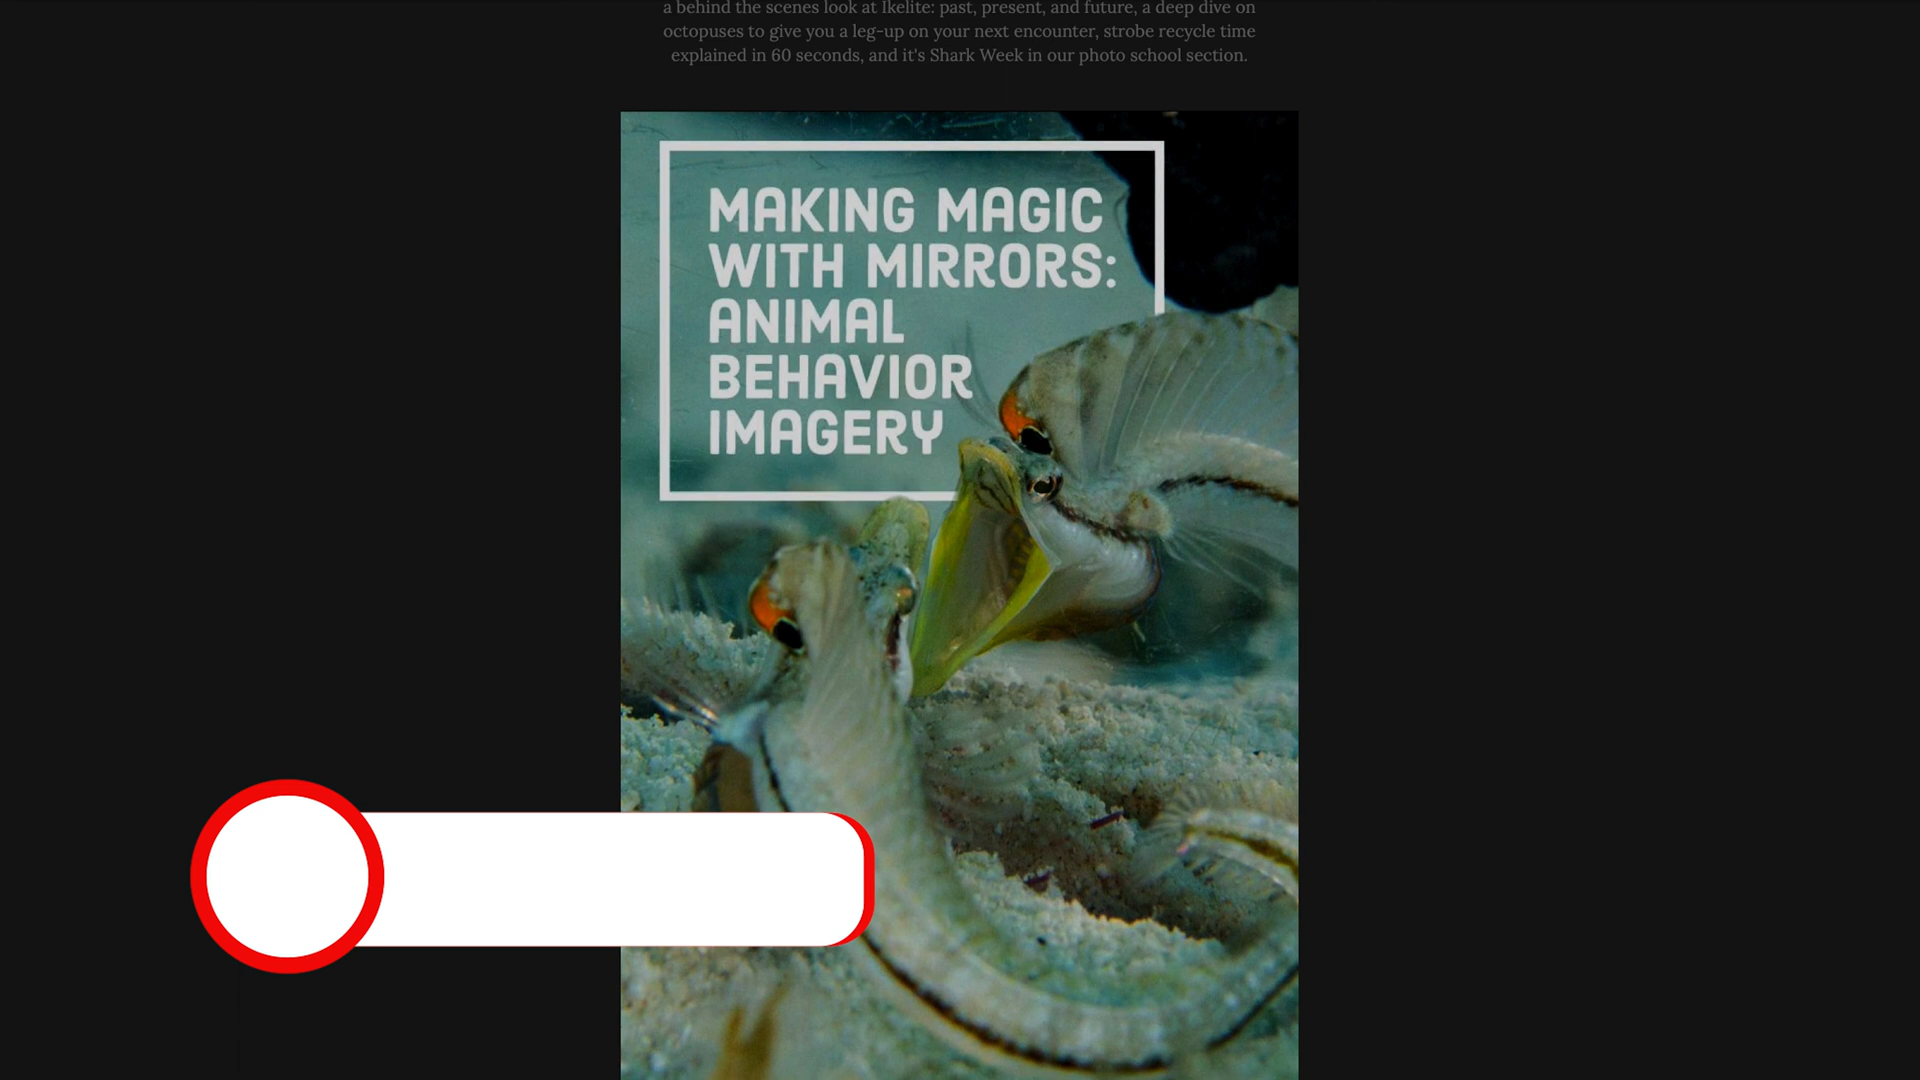 a behind the scenes look at Ikelite: past, present, and future, a deep dive on
octopuses to give you a leg-up on your next encounter, strobe recycle time
explained in 60 seconds, and it's Shark Week in our photo school section.
MAKING MAGIC
WITH MIRRORS:
ANIMAL
BEHAVIOR
IMAGERY